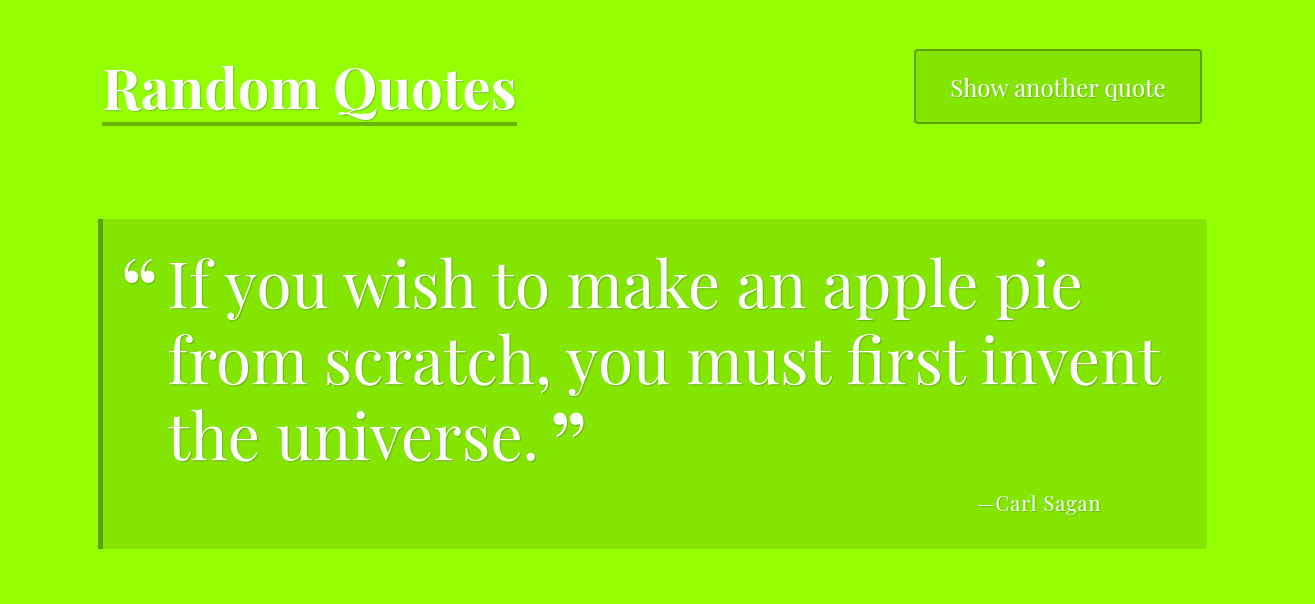 Random Quotes
Show another quote
“ If you wish to make an apple pie
from scratch, you must first invent
the universe. ”
—Carl Sagan